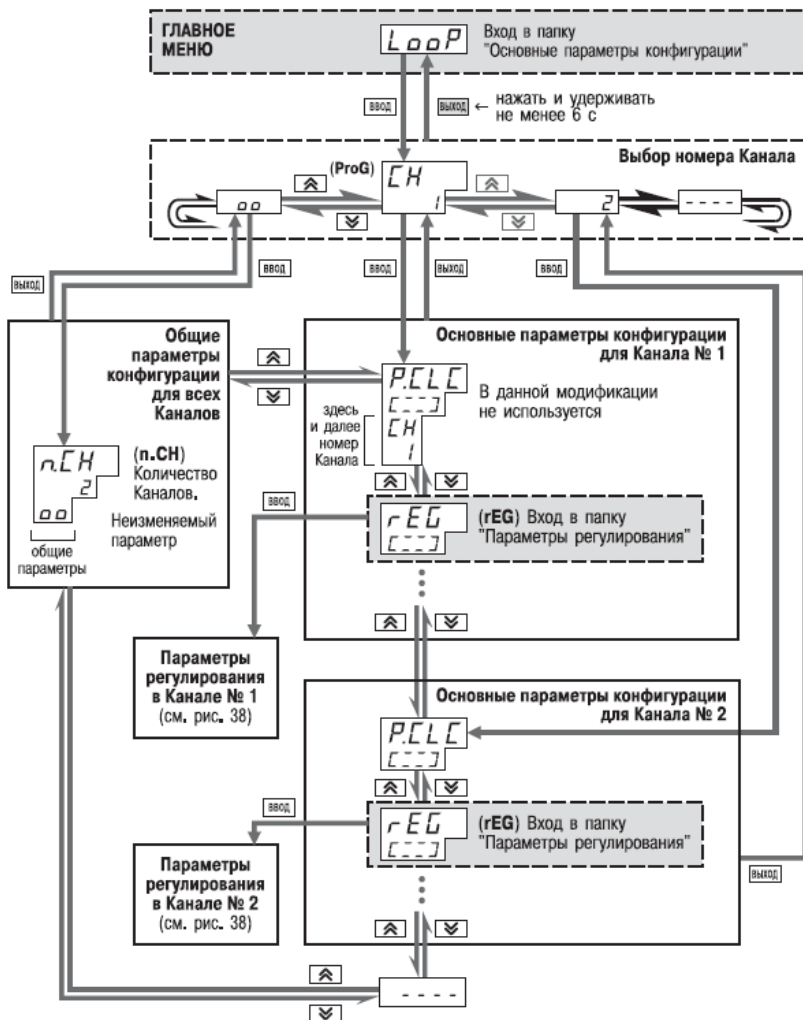 ГЛАВНОЕ
МЕНЮ
LooP
Вход в папку
"Основные параметры конфигурации"
ввод
выход
← нажать и удерживать
не менее 6 с
Выбор номера Канала
(ProG)
CH
1
oo
2
- - - -
выход
ввод
ввод
выход
ввод
Общие
параметры
конфигурации
для всех
Каналов
n.CH
2
oo
(n.CH)
Количество
Каналов.
Неизменяемый
параметр
общие
параметры
Основные параметры конфигурации
для Канала № 1
P.CLC
[---]
CH
1
В данной модификации
не используется
здесь
и далее
номер
Канала
ввод
rEG
[---]
(rEG) Вход в папку
"Параметры регулирования"
Параметры
регулирования
в Канале № 1
(см. рис. 38)
Основные параметры конфигурации
для Канала № 2
P.CLC
[---]
ввод
rEG
[---]
(rEG) Вход в папку
"Параметры регулирования"
Параметры
регулирования
в Канале № 2
(см. рис. 38)
выход
- - - -